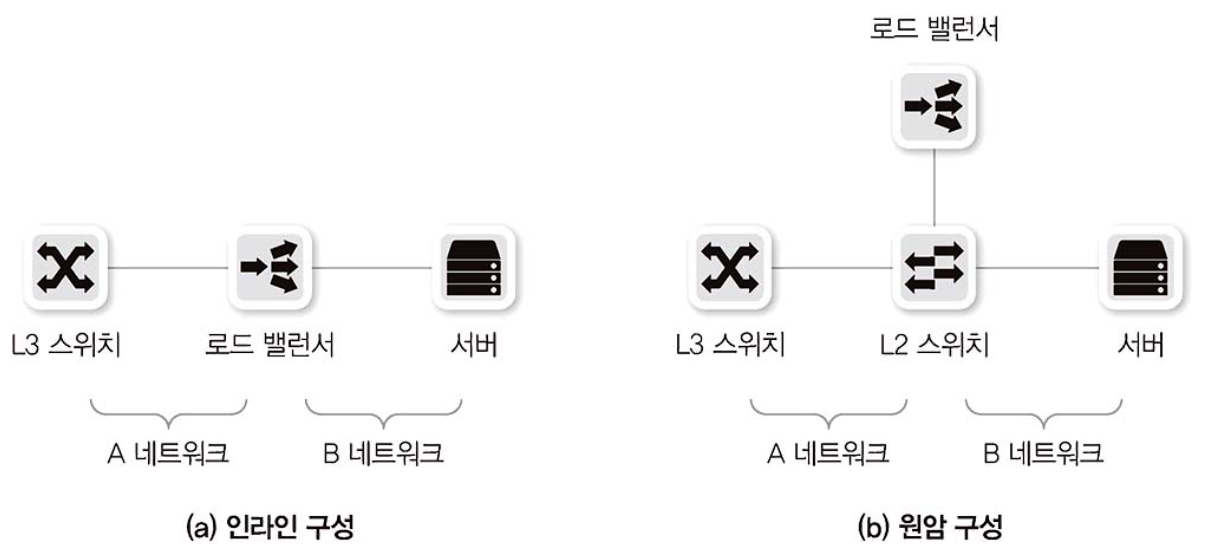 로드 밸런서
L3 스위치
로드 밸런서
서버
L3 스위치
L2 스위치
서버
A 네트워크
B 네트워크
A 네트워크
B 네트워크
(a) 인라인 구성
(b) 원암 구성